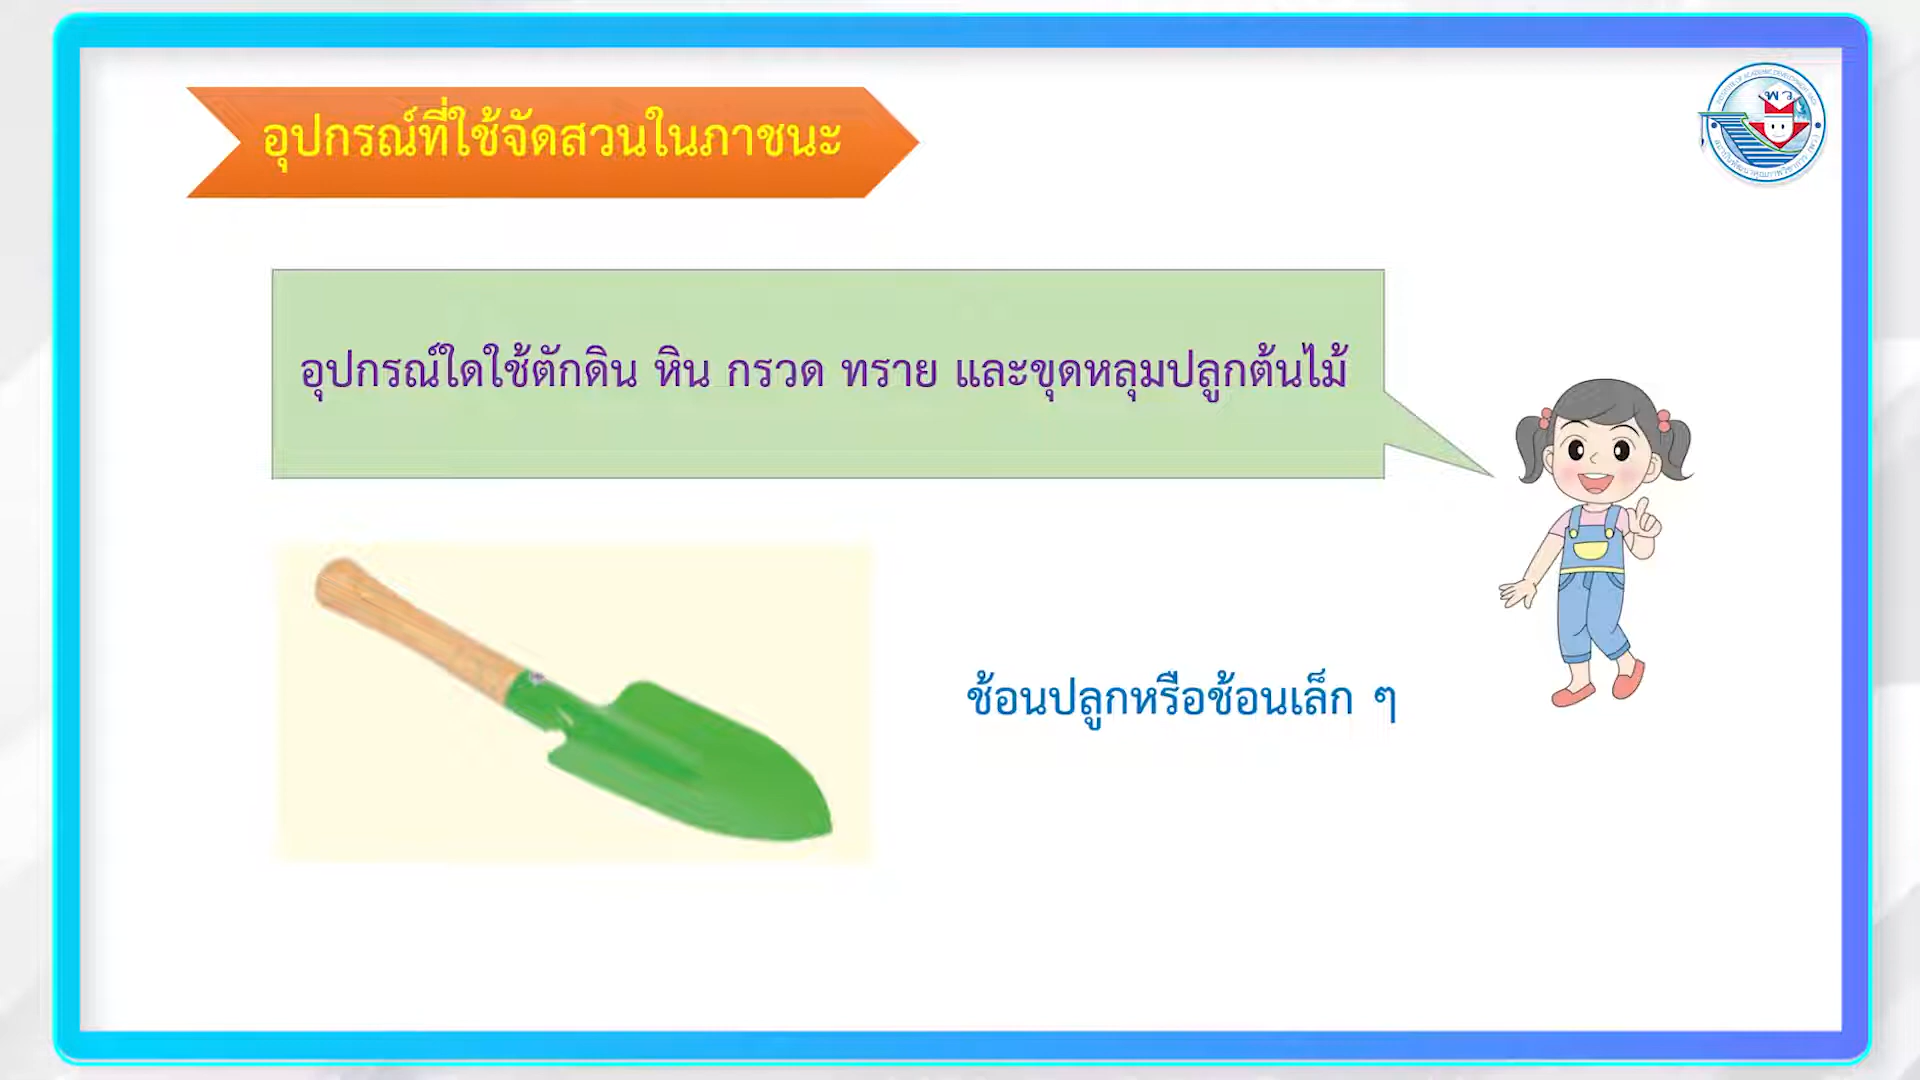 อุปกรณ์ที่ใช้จัดสวนในภาชนะ
พว
อุปกรณ์ใดใช้ตักดิน หิน กรวด ทราย และขุดหลุมปลูกต้นไม้
ช้อนปลูกหรือช้อนเล็ก ๆ